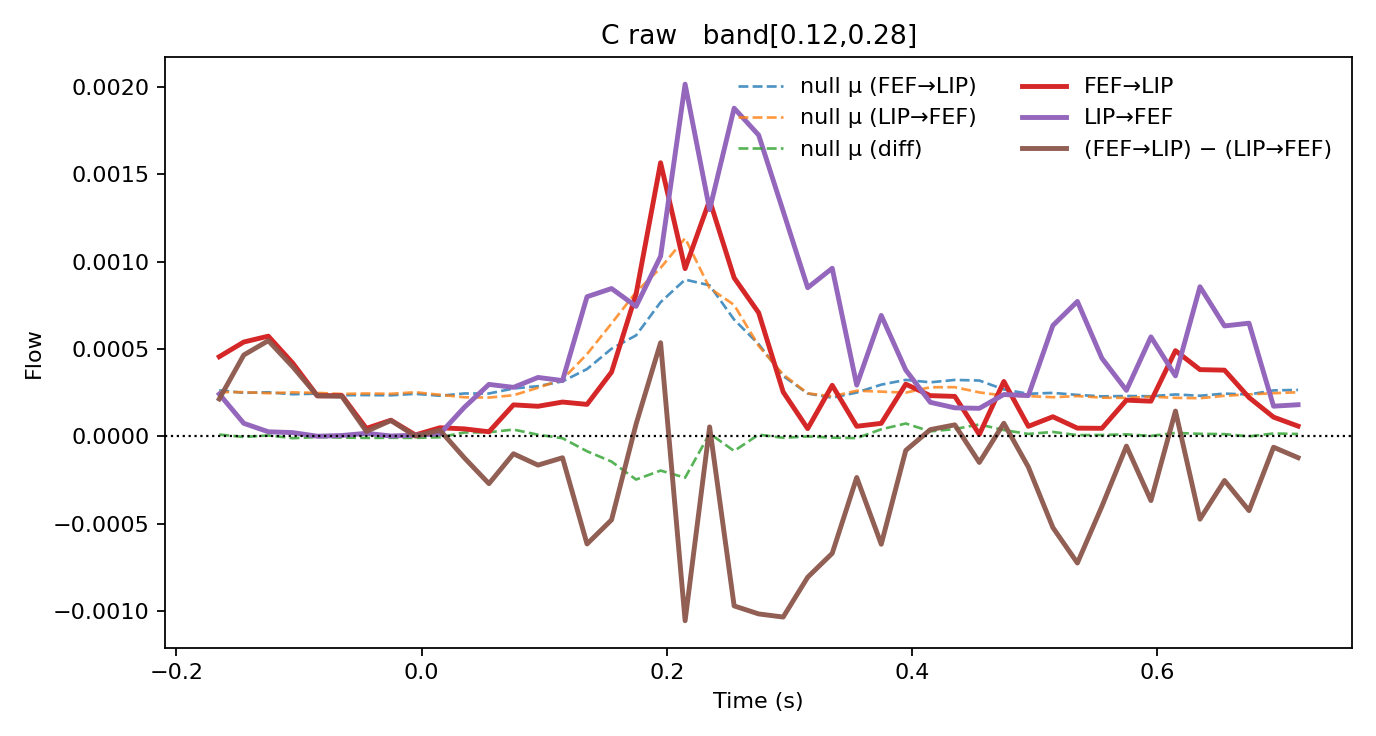 C raw   band[0.12,0.28]
Flow
0.0020
0.0015
0.0010
0.0005
0.0000
−0.0005
−0.0010
null μ (FEF→LIP)
null μ (LIP→FEF)
null μ (diff)
FEF→LIP
LIP→FEF
(FEF→LIP) − (LIP→FEF)
−0.2 0.0 0.2 0.4 0.6
Time (s)